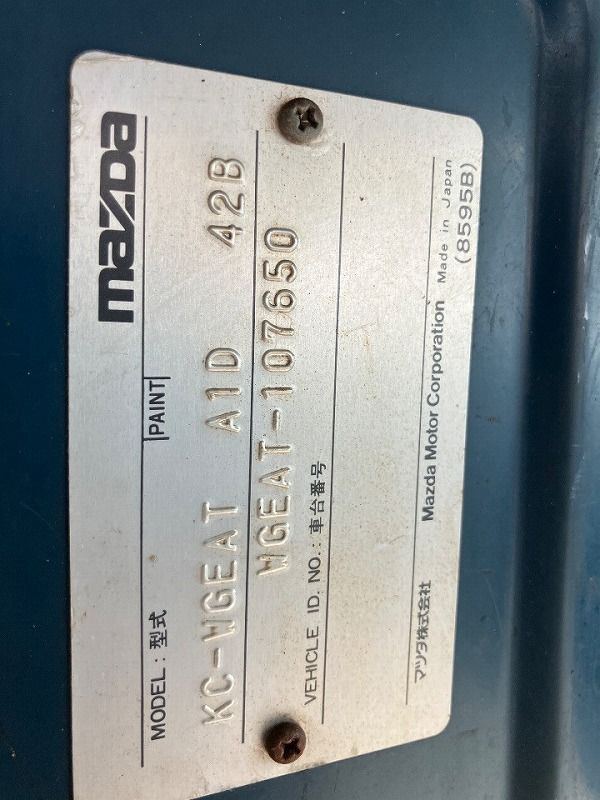 mazda
MODEL : 型式 PAINT
KC-WGEAT A1D 42B
WGEAT-107650
VEHICLE ID. NO. : 車台番号
マツダ株式会社 Mazda Motor Corporation Made in Japan
(8595B)